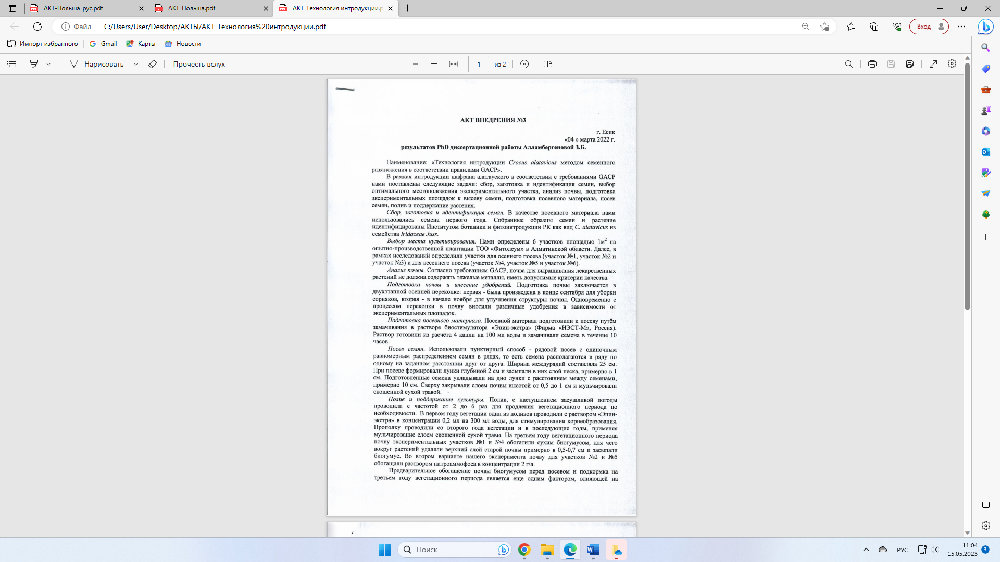 АКТ-Польша_рус.pdf
АКТ_Польша.pdf
АКТ_Технология интродукции.p
Файл
C:/Users/User/Desktop/АКТЫ/АКТ_Технология%20интродукции.pdf
Вход
Импорт избранного
Gmail
Карты
Новости
Нарисовать
Прочесть вслух
1
из 2
АКТ ВНЕДРЕНИЯ №3
г. Есик
«04 » марта 2022 г.
результатов PhD диссертационной работы Алламбергеновой З.Б.
Наименование: «Технология интродукции Crocus alatavicus методом семенного
размножения в соответствии правилами GACP».
В рамках интродукции шафрана алатауского в соответствии с требованиями GACP
нами поставлены следующие задачи: сбор, заготовка и идентификация семян, выбор
оптимального местоположения экспериментального участка, анализ почвы, подготовка
экспериментальных площадок к высеву семян, подготовка посевного материала, посев
семян, полив и поддержание растения.
Сбор, заготовка и идентификация семян. В качестве посевного материала нами
использовались семена первого года. Собранные образцы семян и растение
идентифицированы Институтом ботаники и фитоинтродукции РК как вид C. alatavicus из
семейства Iridaceae Juss.
Выбор места культивирования. Нами определены 6 участков площадью 1м² на
опытно-производственной плантации ТОО «Фитолеум» в Алматинской области. Далее, в
рамках исследований определили участки для осеннего посева (участок №1, участок №2 и
участок №3) и для весеннего посева (участок №4, участок №5 и участок №6).
Анализ почвы. Согласно требованиям GACP, почва для выращивания лекарственных
растений не должна содержать тяжелые металлы, иметь допустимые критерии качества.
Подготовка почвы и внесение удобрений. Подготовка почвы заключается в
двухэтапной осенней перекопке: первая - была произведена в конце сентября для уборки
сорняков, вторая - в начале ноября для улучшения структуры почвы. Одновременно с
процессом перекопки в почву вносили различные удобрения в зависимости от
экспериментальных площадок.
Подготовка посевного материала. Посевной материал подготовили к посеву путём
замачивания в растворе биостимулятора «Эпин-экстра» (Фирма «НЭСТ-М», Россия).
Раствор готовили из расчёта 4 капли на 100 мл воды и замачивали семена в течение 10
часов.
Посев семян. Использовали пунктирный способ - рядовой посев с одиночным
равномерным распределением семян в рядах, то есть семена располагаются в ряду по
одному на заданном расстоянии друг от друга. Ширина междурядий составляла 25 см.
При посеве формировали лунки глубиной 2 см и засыпали в них слой песка, примерно в 1
см. Подготовленные семена укладывали на дно лунки с расстоянием между семенами,
примерно 10 см. Сверху закрывали слоем почвы высотой от 0,5 до 1 см и мульчировали
скошенной сухой травой.
Полив и поддержание культуры. Полив, с наступлением засушливой погоды
проводили с частотой от 2 до 6 раз для продления вегетационного периода по
необходимости. В первом году вегетации один из поливов проводили с раствором «Эпин-
экстра» в концентрации 0,2 мл на 300 мл воды, для стимулирования корнеобразования.
Прополку проводили со второго года вегетации и в последующие годы, применяя
мульчирование слоем скошенной сухой травы. На третьем году вегетационного периода
почву экспериментальных участков №1 и №4 обогатили сухим биогумусом, для чего
вокруг растений удаляли верхний слой старой почвы примерно в 0,5-0,7 см и засыпали
биогумус. Во втором варианте нашего эксперимента почву для участков №2 и №5
обогащали раствором нитроаммофоса в концентрации 2 г/л.
Предварительное обогащение почвы биогумусом перед посевом и подкормка на
третьем году вегетационного периода является еще одним фактором, влияющей на
Поиск
РУС
11:04
15.05.2023
3